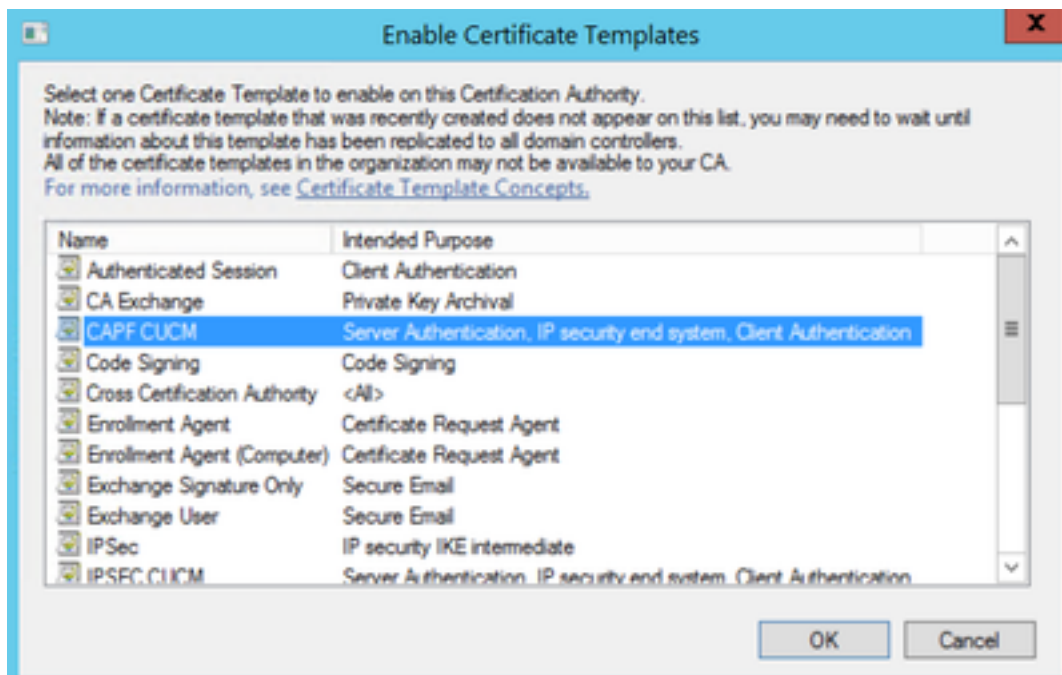 Enable Certificate Templates
X
Select one Certificate Template to enable on this Certification Authority.
Note: If a certificate template that was recently created does not appear on this list, you may need to wait until
information about this template has been replicated to all domain controllers.
All of the certificate templates in the organization may not be available to your CA.
For more information, see Certificate Template Concepts.
Name Intended Purpose
Authenticated Session Client Authentication
CA Exchange Private Key Archival
CAPF CUCM Server Authentication, IP security end system, Client Authentication
Code Signing Code Signing
Cross Certification Authority <All>
Enrollment Agent Certificate Request Agent
Enrollment Agent (Computer) Certificate Request Agent
Exchange Signature Only Secure Email
Exchange User Secure Email
IPSec IP security IKE intermediate
IPSEC CUCM Server Authentication, IP security end system, Client Authentication
OK Cancel